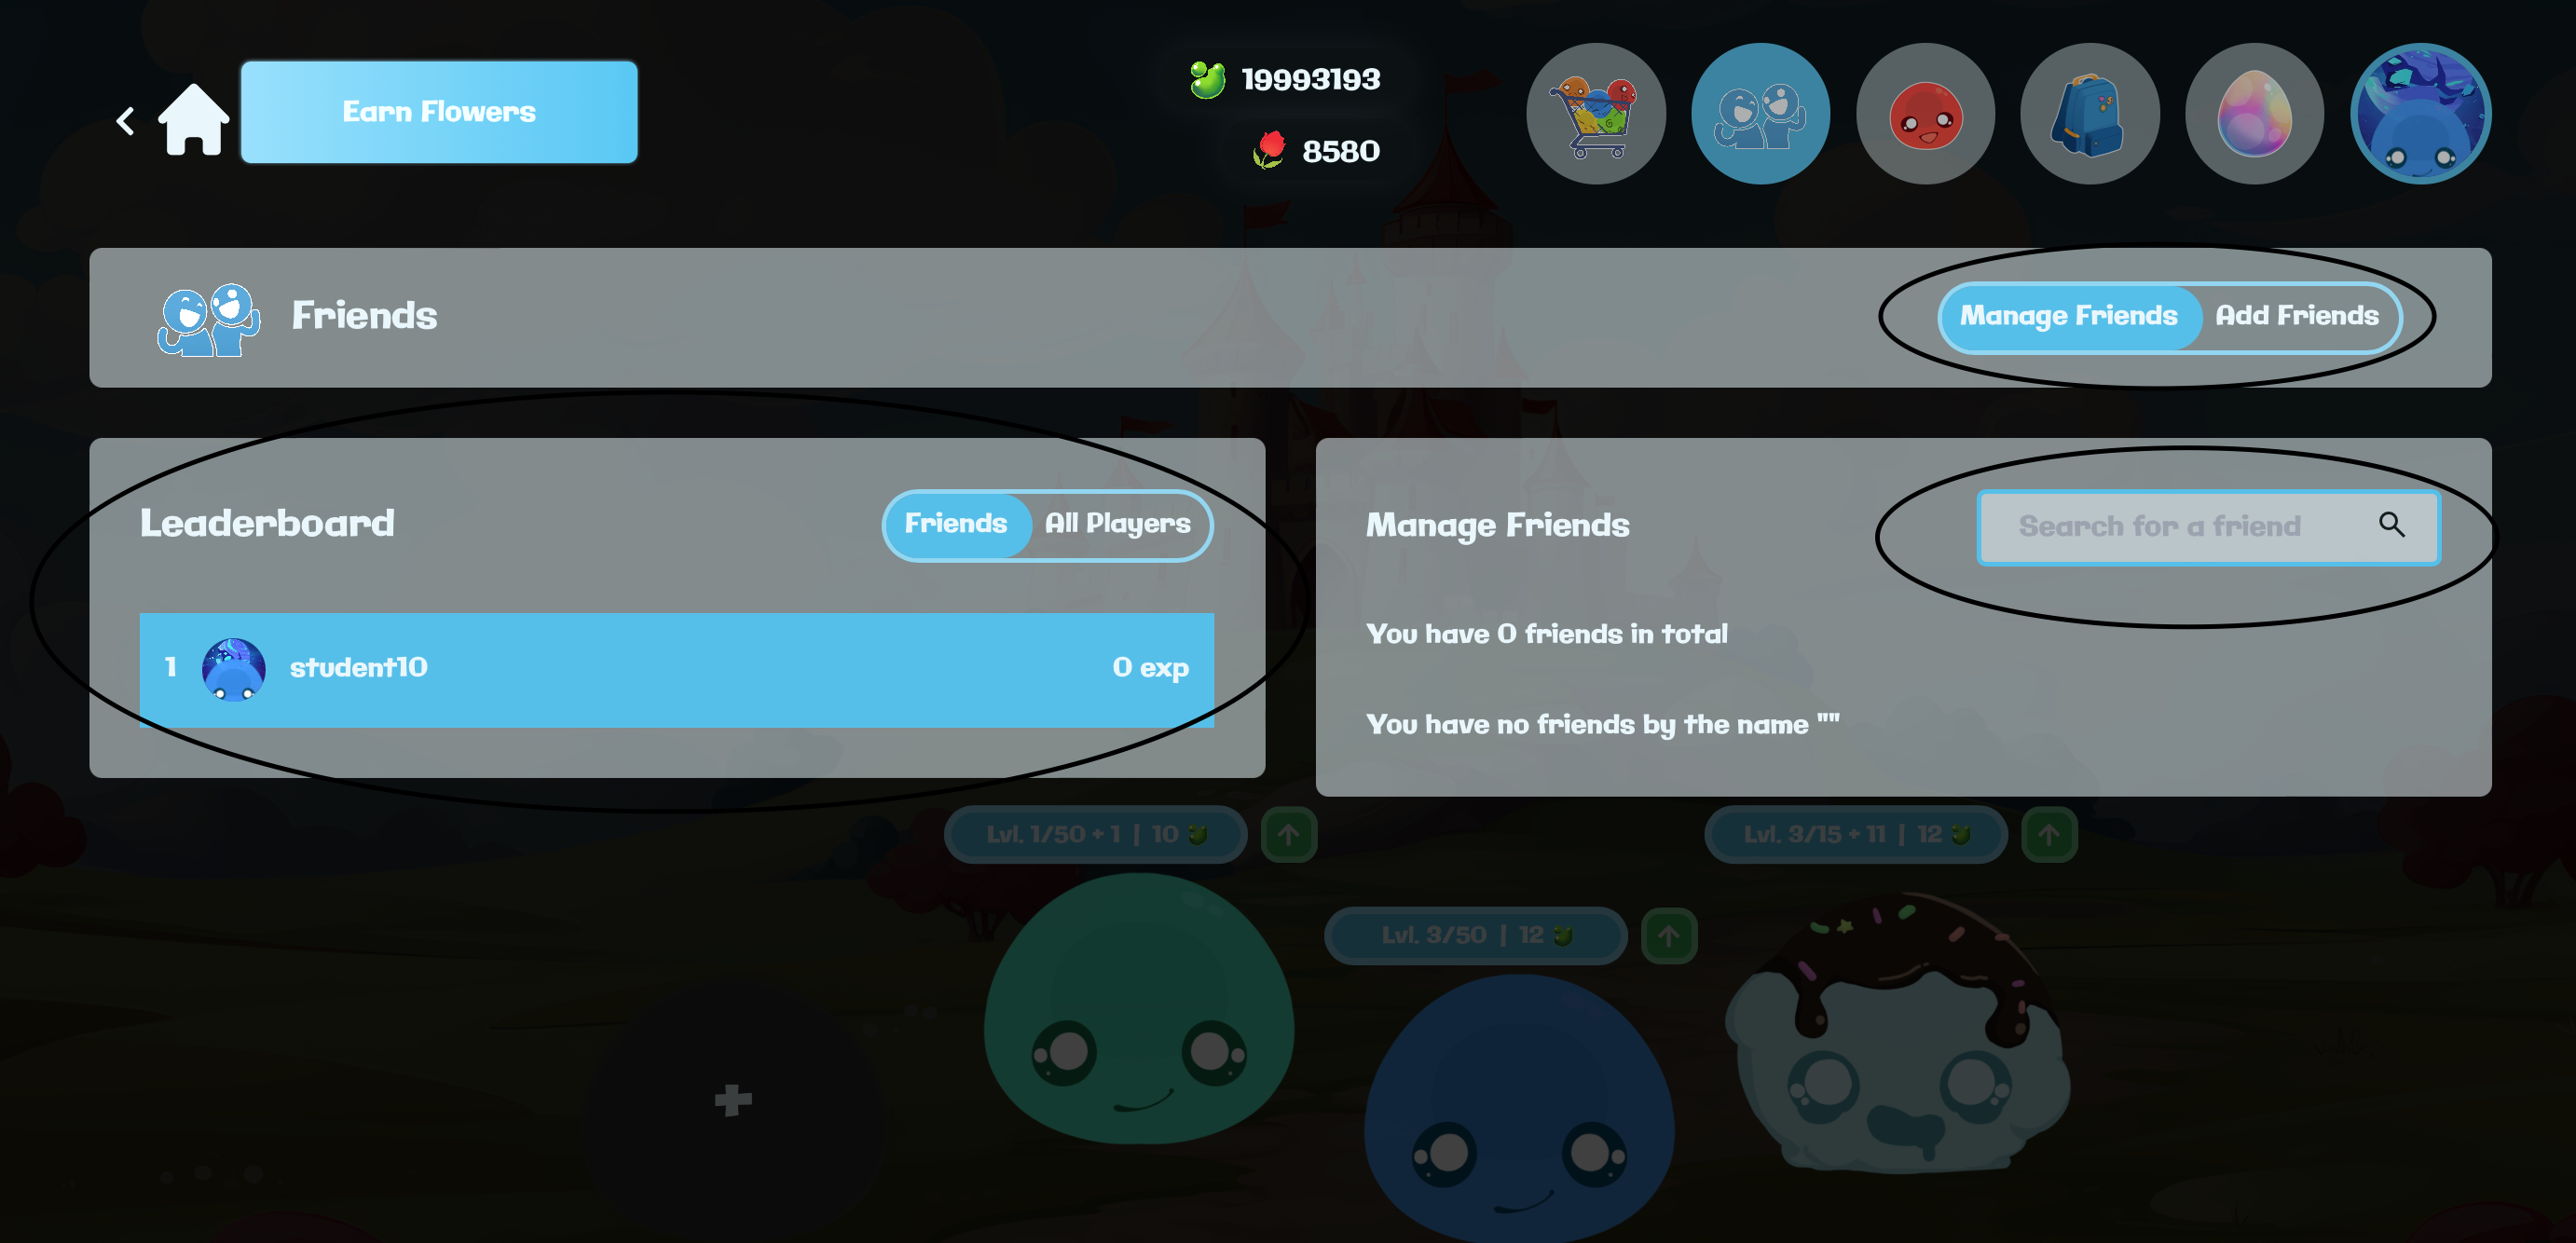 Earn Flowers
19993193
8580
Friends
Manage Friends Add Friends
Leaderboard
Friends All Players
1 student10 0 exp
Manage Friends
Search for a friend
You have 0 friends in total
You have no friends by the name ""
Lvl. 1/50 + 1 | 10
Lvl. 3/15 + 11 | 12
Lvl. 3/50 | 12